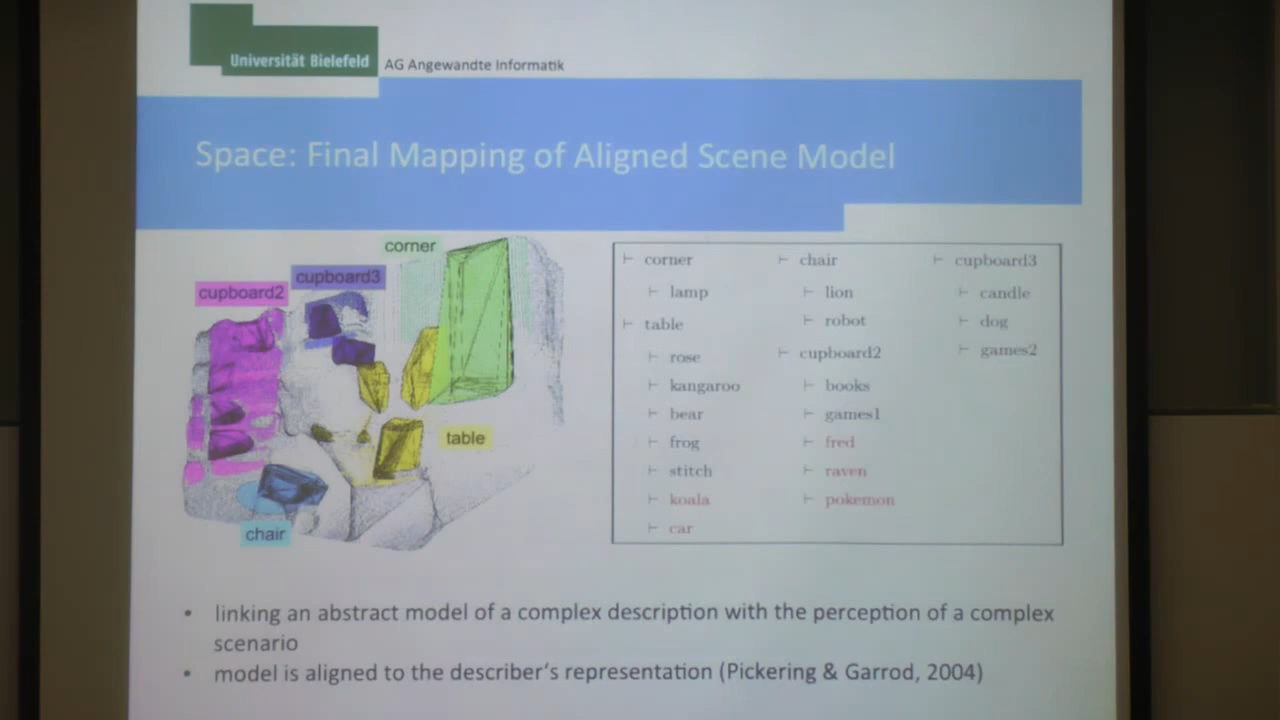 Universität Bielefeld
AG Angewandte Informatik
Space: Final Mapping of Aligned Scene Model
corner
cupboard3
cupboard2
table
chair
⊢ corner
⊢ lamp
⊢ table
⊢ rose
⊢ kangaroo
⊢ bear
⊢ frog
⊢ stitch
⊢ koala
⊢ car
⊢ chair
⊢ lion
⊢ robot
⊢ cupboard2
⊢ books
⊢ games1
⊢ fred
⊢ raven
⊢ pokemon
⊢ cupboard3
⊢ candle
⊢ dog
⊢ games2
• linking an abstract model of a complex description with the perception of a complex
scenario
• model is aligned to the describer's representation (Pickering & Garrod, 2004)